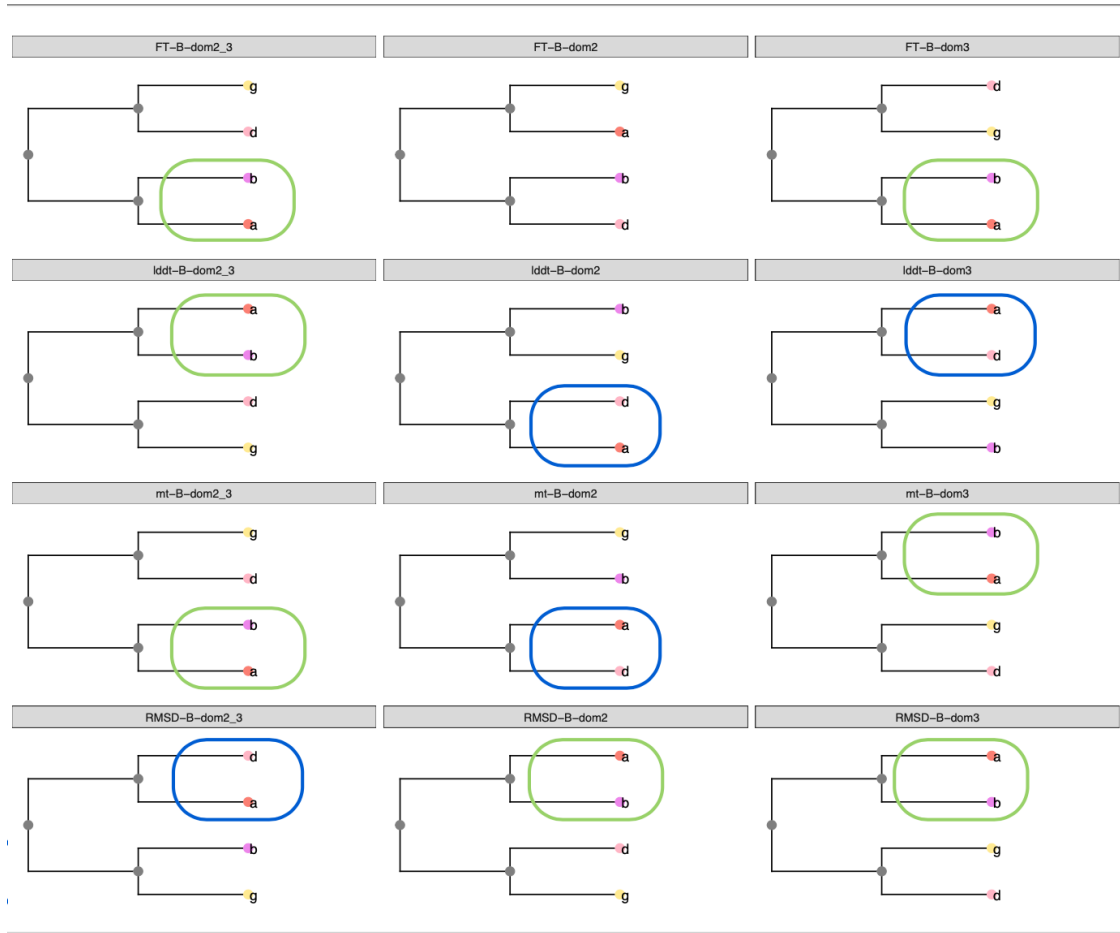 FT-B-dom2_3 FT-B-dom2 FT-B-dom3
g g d
d a g
b b b
a d a
lddt-B-dom2_3 lddt-B-dom2 lddt-B-dom3
a b a
b g d
d d g
g a b
mt-B-dom2_3 mt-B-dom2 mt-B-dom3
g g b
d b a
b a g
a d d
RMSD-B-dom2_3 RMSD-B-dom2 RMSD-B-dom3
d a a
a b b
b d g
g g d